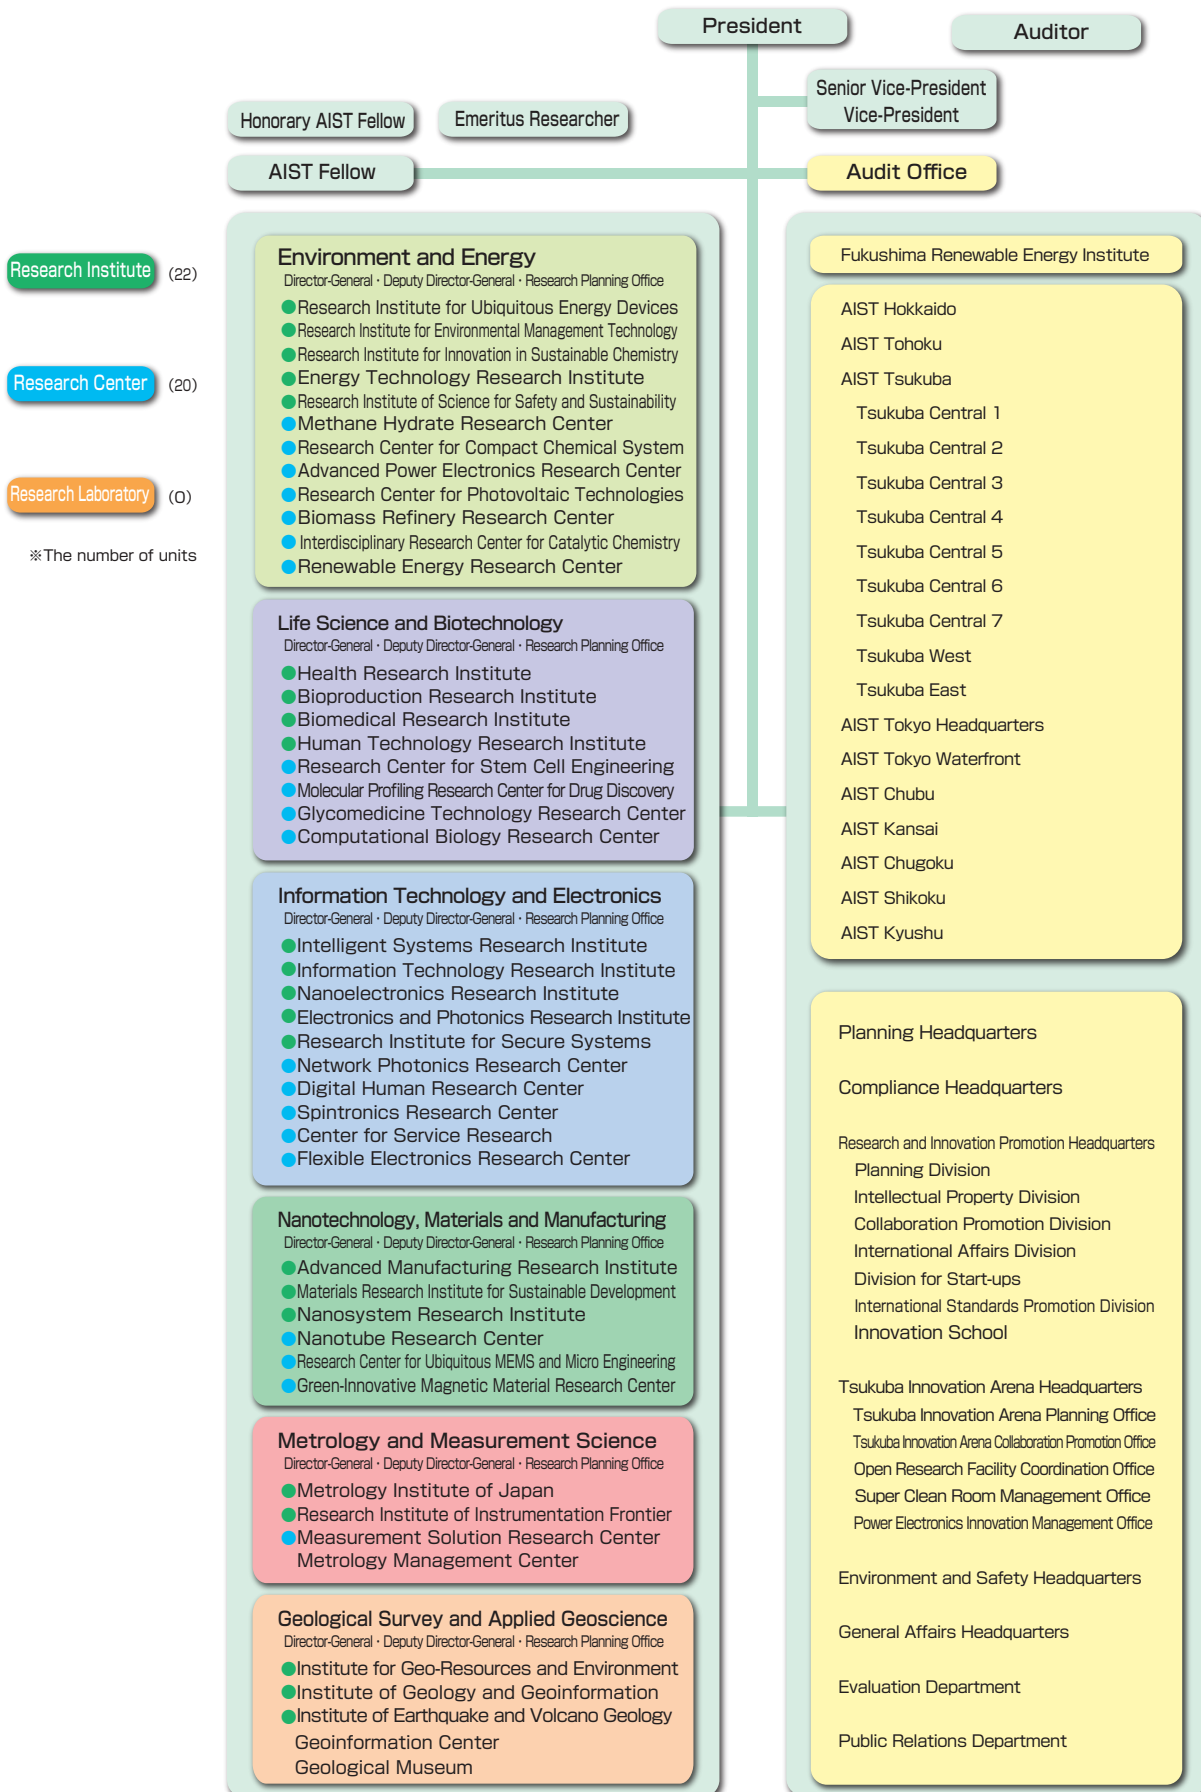 President
Auditor
Senior Vice-President
Vice-President
Honorary AIST Fellow
Emeritus Researcher
AIST Fellow
Audit Office
Research Institute (22)
Research Center (20)
Research Laboratory (0)
※The number of units
Environment and Energy
Director-General・Deputy Director-General・Research Planning Office
Research Institute for Ubiquitous Energy Devices
Research Institute for Environmental Management Technology
Research Institute for Innovation in Sustainable Chemistry
Energy Technology Research Institute
Research Institute of Science for Safety and Sustainability
Methane Hydrate Research Center
Research Center for Compact Chemical System
Advanced Power Electronics Research Center
Research Center for Photovoltaic Technologies
Biomass Refinery Research Center
Interdisciplinary Research Center for Catalytic Chemistry
Renewable Energy Research Center
Life Science and Biotechnology
Director-General・Deputy Director-General・Research Planning Office
Health Research Institute
Bioproduction Research Institute
Biomedical Research Institute
Human Technology Research Institute
Research Center for Stem Cell Engineering
Molecular Profiling Research Center for Drug Discovery
Glycomedicine Technology Research Center
Computational Biology Research Center
Information Technology and Electronics
Director-General・Deputy Director-General・Research Planning Office
Intelligent Systems Research Institute
Information Technology Research Institute
Nanoelectronics Research Institute
Electronics and Photonics Research Institute
Research Institute for Secure Systems
Network Photonics Research Center
Digital Human Research Center
Spintronics Research Center
Center for Service Research
Flexible Electronics Research Center
Nanotechnology, Materials and Manufacturing
Director-General・Deputy Director-General・Research Planning Office
Advanced Manufacturing Research Institute
Materials Research Institute for Sustainable Development
Nanosystem Research Institute
Nanotube Research Center
Research Center for Ubiquitous MEMS and Micro Engineering
Green-Innovative Magnetic Material Research Center
Metrology and Measurement Science
Director-General・Deputy Director-General・Research Planning Office
Metrology Institute of Japan
Research Institute of Instrumentation Frontier
Measurement Solution Research Center
Metrology Management Center
Geological Survey and Applied Geoscience
Director-General・Deputy Director-General・Research Planning Office
Institute for Geo-Resources and Environment
Institute of Geology and Geoinformation
Institute of Earthquake and Volcano Geology
Geoinformation Center
Geological Museum
Fukushima Renewable Energy Institute
AIST Hokkaido
AIST Tohoku
AIST Tsukuba
Tsukuba Central 1
Tsukuba Central 2
Tsukuba Central 3
Tsukuba Central 4
Tsukuba Central 5
Tsukuba Central 6
Tsukuba Central 7
Tsukuba West
Tsukuba East
AIST Tokyo Headquarters
AIST Tokyo Waterfront
AIST Chubu
AIST Kansai
AIST Chugoku
AIST Shikoku
AIST Kyushu
Planning Headquarters
Compliance Headquarters
Research and Innovation Promotion Headquarters
Planning Division
Intellectual Property Division
Collaboration Promotion Division
International Affairs Division
Division for Start-ups
International Standards Promotion Division
Innovation School
Tsukuba Innovation Arena Headquarters
Tsukuba Innovation Arena Planning Office
Tsukuba Innovation Arena Collaboration Promotion Office
Open Research Facility Coordination Office
Super Clean Room Management Office
Power Electronics Innovation Management Office
Environment and Safety Headquarters
General Affairs Headquarters
Evaluation Department
Public Relations Department